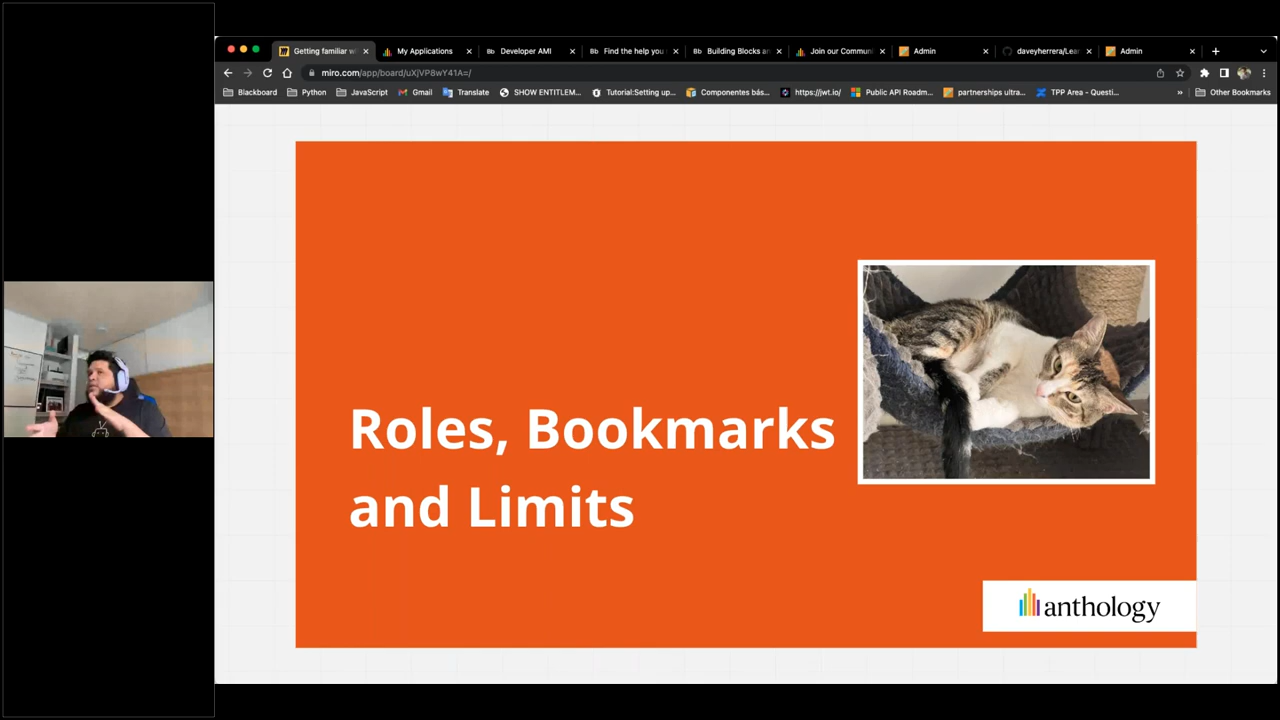 Getting familiar w
My Applications
Developer AMI
Find the help you
Building Blocks a
Join our Commun
Admin
daveyherrera/Lea
Admin
miro.com/app/board/uXjVP8wY41A=/
Blackboard
Python
JavaScript
Gmail
Translate
SHOW ENTITLEM...
Tutorial:Setting up...
Componentes bás...
https://jwt.io/
Public API Roadm...
partnerships ultra...
TPP Area - Questi...
»
Other Bookmarks
Roles, Bookmarks
and Limits
anthology